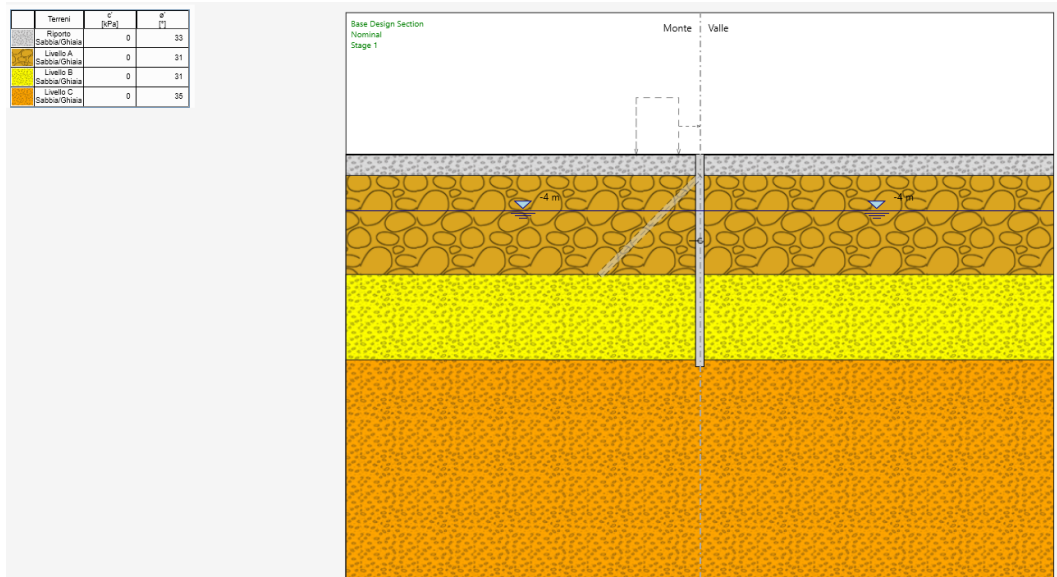 Terreni c' [kPa] ø' [°]
Riporto
Sabbia/Ghiaia 0 33
Livello A
Sabbia/Ghiaia 0 31
Livello B
Sabbia/Ghiaia 0 31
Livello C
Sabbia/Ghiaia 0 35
Base Design Section
Nominal
Stage 1
Monte Valle
-4 m -4 m